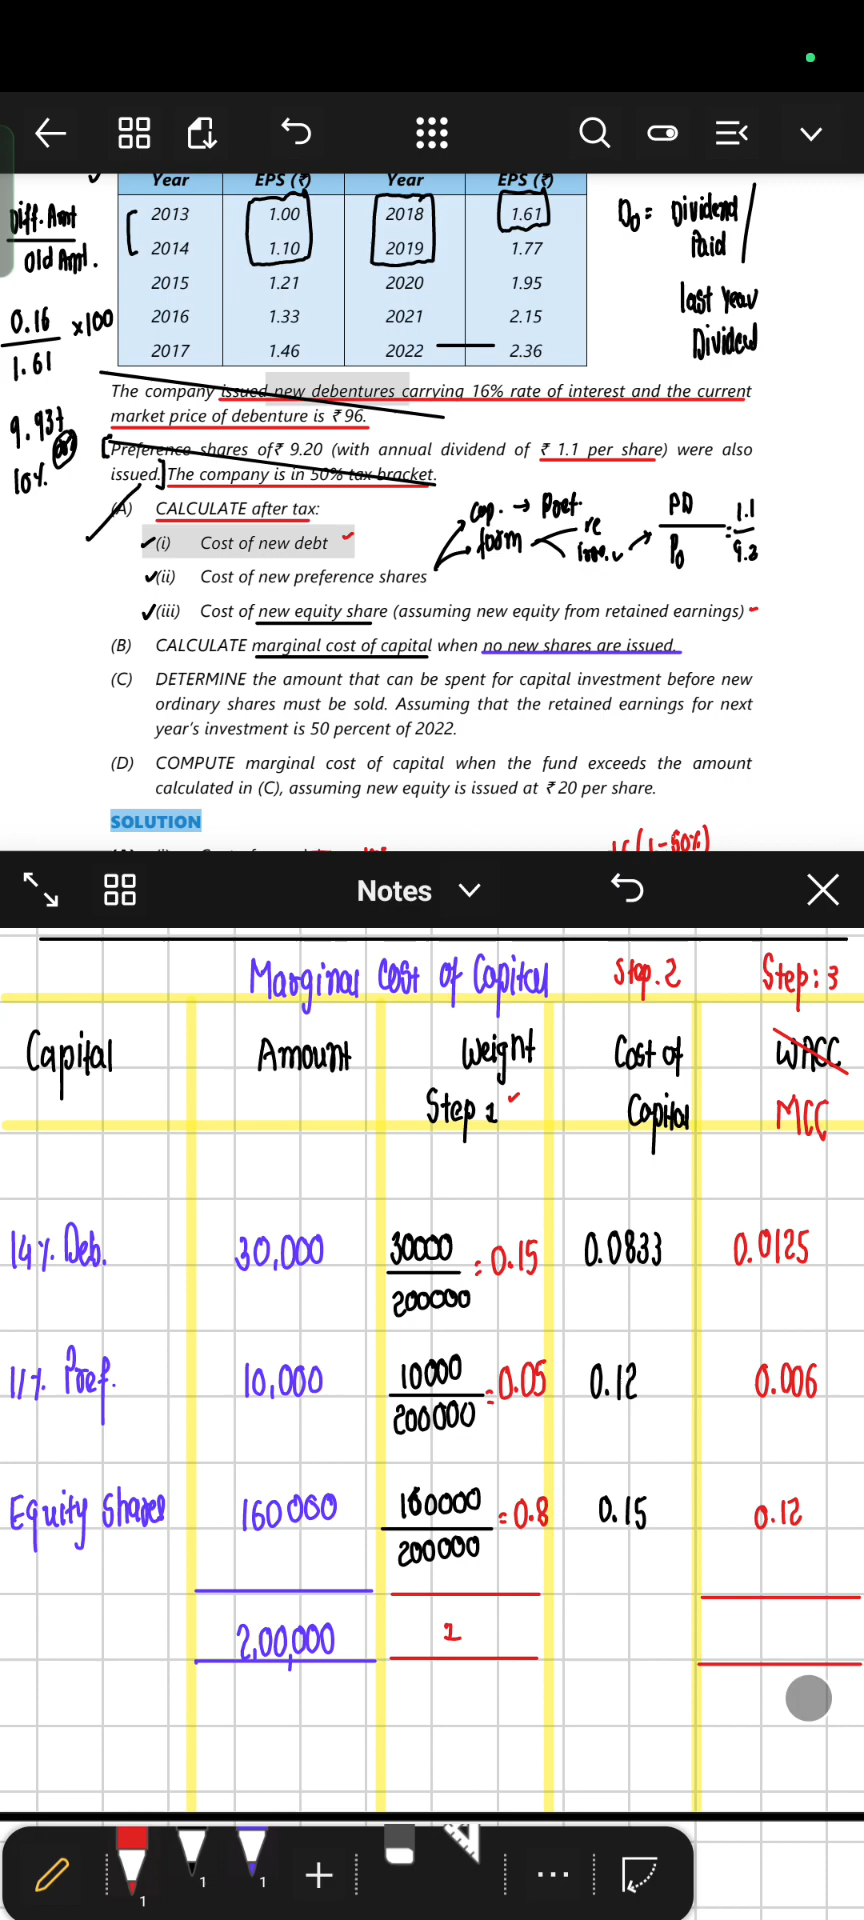 Year EPS (₹) Year EPS (₹)
2013 1.00 2018 1.61
2014 1.10 2019 1.77
2015 1.21 2020 1.95
2016 1.33 2021 2.15
2017 1.46 2022 2.36
Diff. Amt
Old Amt.
0.16 x100
1.61
9.937
10%
D₀ = Dividend
Paid
last year
Dividend
The company issued new debentures carrying 16% rate of interest and the current
market price of debenture is ₹ 96.
Preference shares of ₹ 9.20 (with annual dividend of ₹ 1.1 per share) were also
issued. The company is in 50% tax bracket.
(A) CALCULATE after tax:
(i) Cost of new debt
(ii) Cost of new preference shares
(iii) Cost of new equity share (assuming new equity from retained earnings)
form → Pref.
re
irre.
PD = 1.1
P₀ 9.2
(B) CALCULATE marginal cost of capital when no new shares are issued.
(C) DETERMINE the amount that can be spent for capital investment before new
ordinary shares must be sold. Assuming that the retained earnings for next
year's investment is 50 percent of 2022.
(D) COMPUTE marginal cost of capital when the fund exceeds the amount
calculated in (C), assuming new equity is issued at ₹ 20 per share.
SOLUTION
(1-50%)
Notes
Marginal Cost of Capital Step.2 Step:3
Capital Amount Weight Cost of WACC
Step 1 Capital MCC
14% Deb. 30,000 30000 = 0.15 0.0833 0.0125
200000
11% Pref. 10,000 10000 = 0.05 0.12 0.006
200000
Equity Shares 160000 160000 = 0.8 0.15 0.12
200000
2,00,000 1
1 1 1